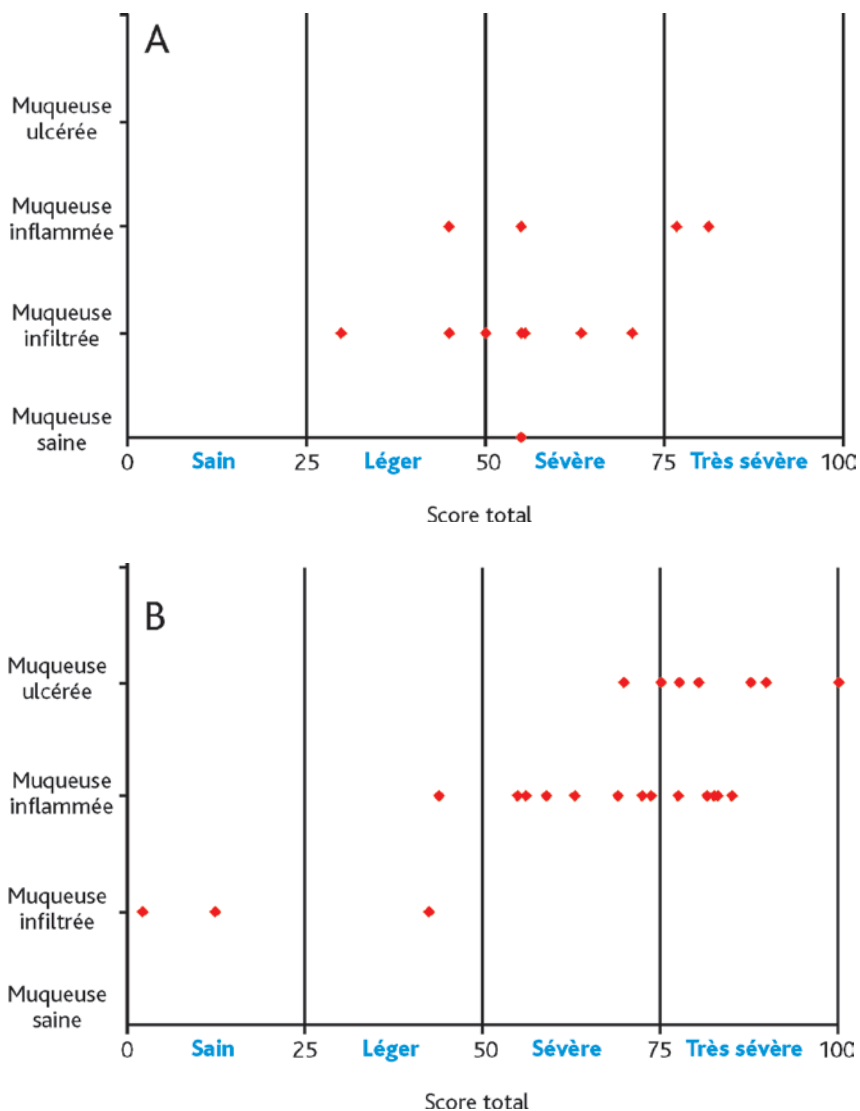 A
Muqueuse
ulcérée
Muqueuse
inflammée
Muqueuse
infiltrée
Muqueuse
saine
0 Sain 25 Léger 50 Sévère 75 Très sévère 100
Score total
B
Muqueuse
ulcérée
Muqueuse
inflammée
Muqueuse
infiltrée
Muqueuse
saine
0 Sain 25 Léger 50 Sévère 75 Très sévère 100
Score total